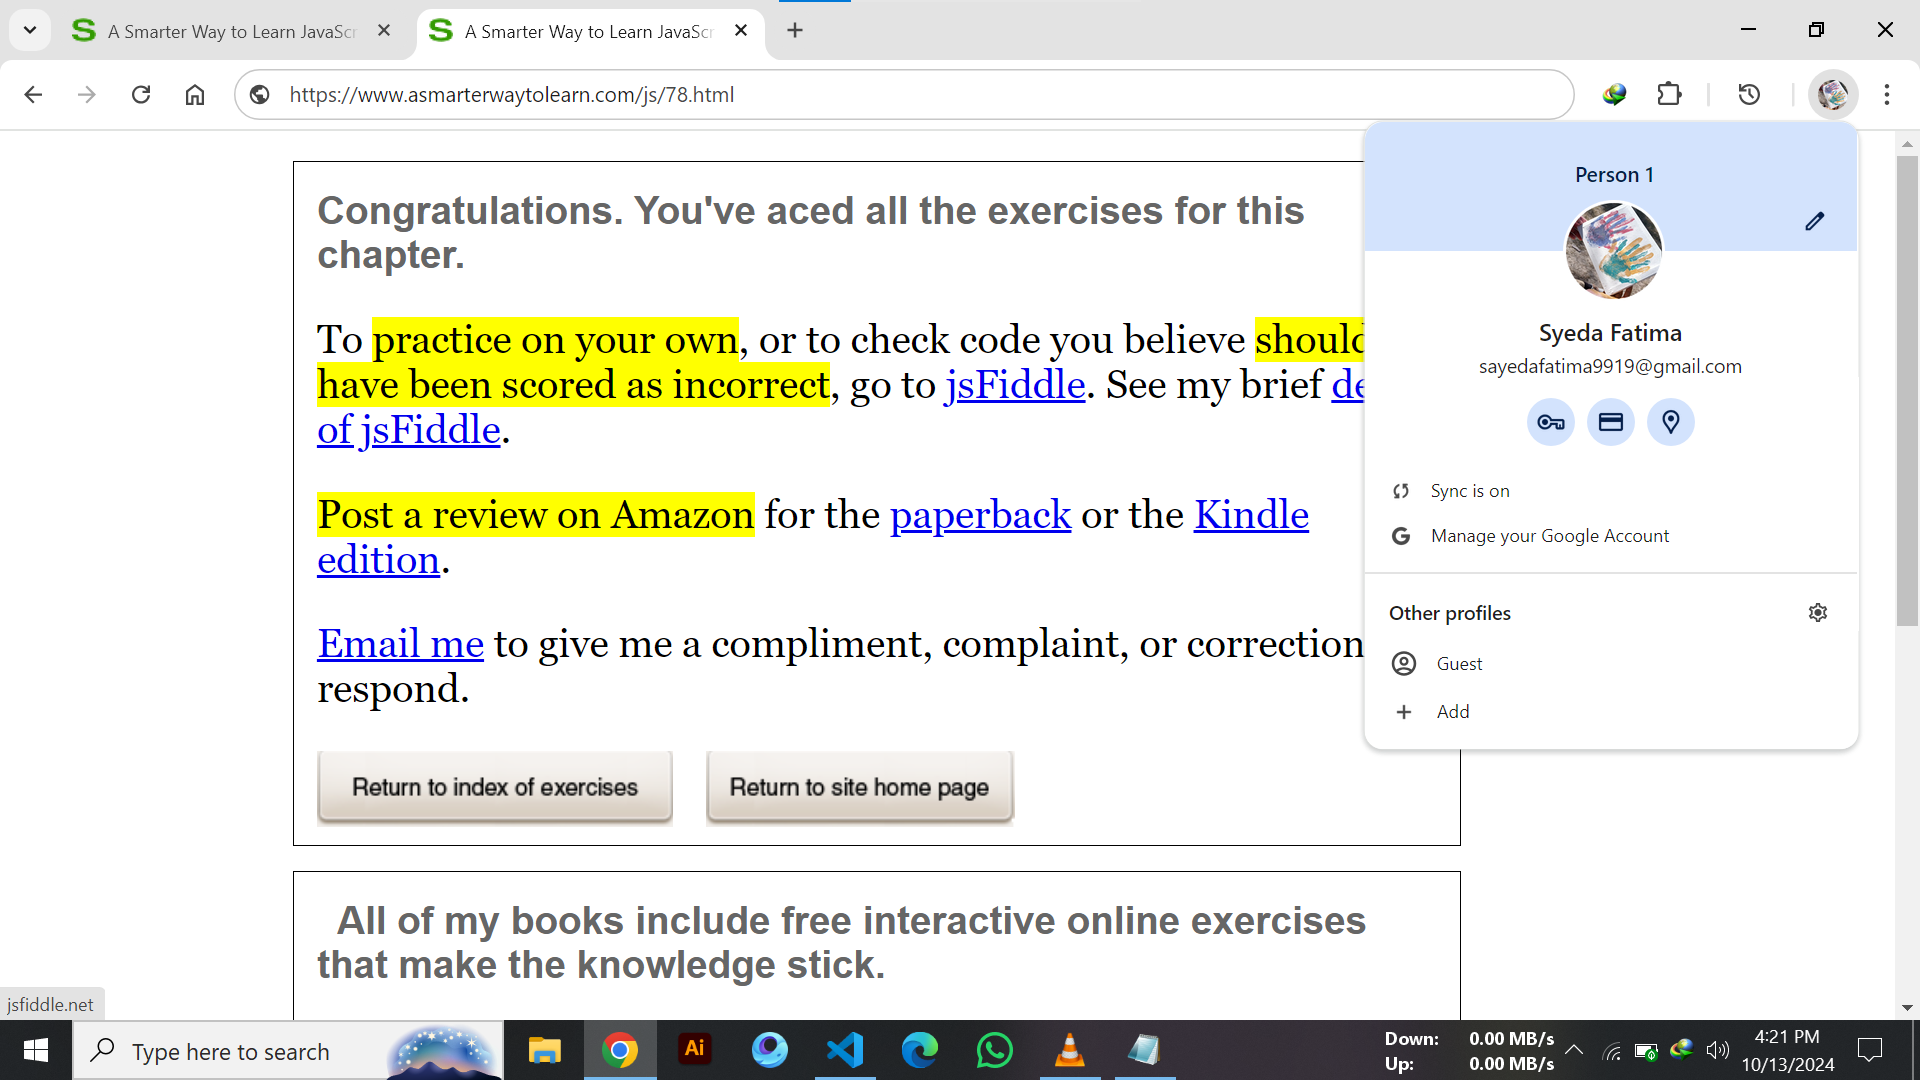 A Smarter Way to Learn JavaScr
A Smarter Way to Learn JavaScr
https://www.asmarterwaytolearn.com/js/78.html
Congratulations. You've aced all the exercises for this
chapter.
To practice on your own, or to check code you believe should
have been scored as incorrect, go to jsFiddle. See my brief de
of jsFiddle.
Post a review on Amazon for the paperback or the Kindle
edition.
Email me to give me a compliment, complaint, or correction
respond.
Return to index of exercises
Return to site home page
All of my books include free interactive online exercises
that make the knowledge stick.
Person 1
Syeda Fatima
sayedafatima9919@gmail.com
Sync is on
Manage your Google Account
Other profiles
Guest
Add
jsfiddle.net
Type here to search
Ai
Down: 0.00 MB/s
Up: 0.00 MB/s
4:21 PM
10/13/2024